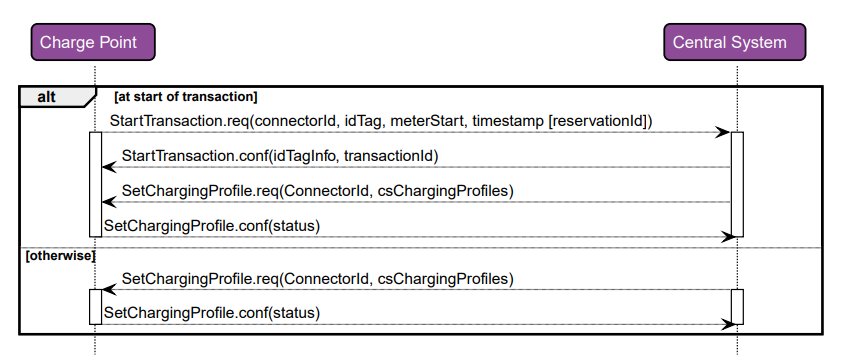 Charge Point
Central System
alt
[at start of transaction]
StartTransaction.req(connectorId, idTag, meterStart, timestamp [reservationId])
StartTransaction.conf(idTagInfo, transactionId)
SetChargingProfile.req(ConnectorId, csChargingProfiles)
SetChargingProfile.conf(status)
[otherwise]
SetChargingProfile.req(ConnectorId, csChargingProfiles)
SetChargingProfile.conf(status)